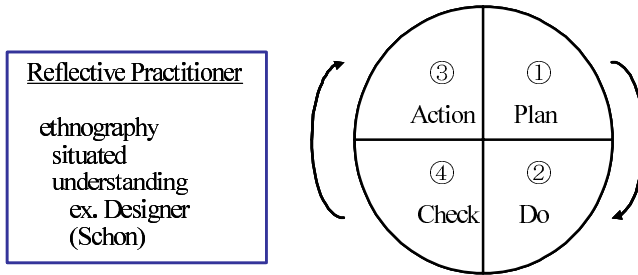 Reflective Practitioner
ethnography
situated
understanding
ex. Designer
(Schon)
③ ①
Action Plan
④ ②
Check Do